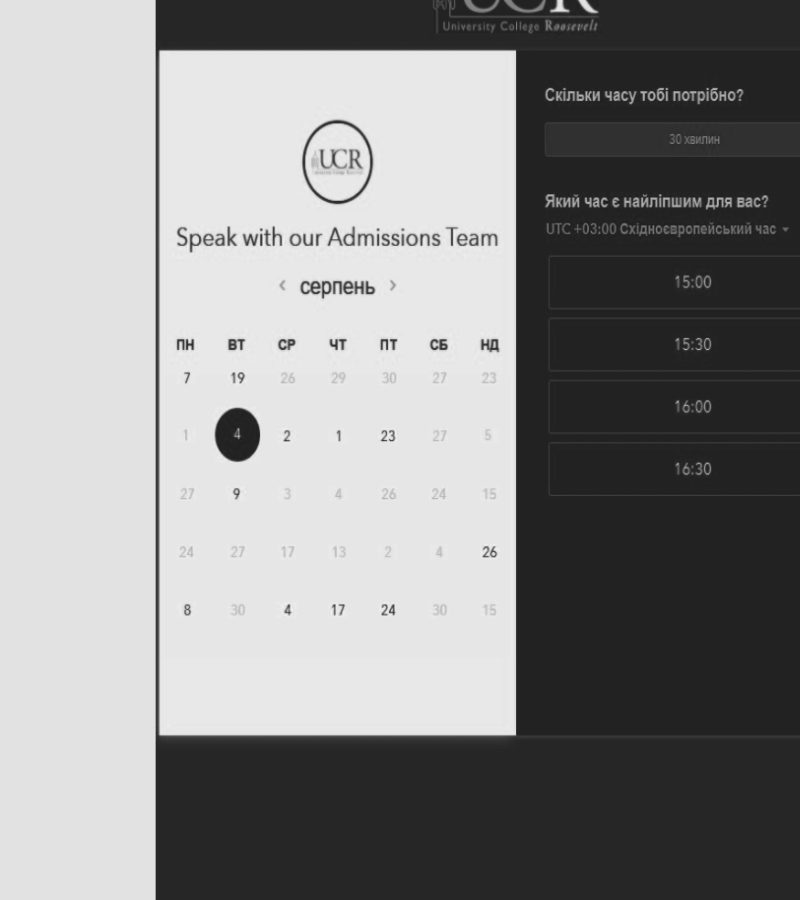 UCR
University College Roosevelt
UCR
Speak with our Admissions Team
‹ серпень ›
ПН ВТ СР ЧТ ПТ СБ НД
7 19 26 29 30 27 23
1 4 2 1 23 27 5
27 9 3 4 26 24 15
24 27 17 13 2 4 26
8 30 4 17 24 30 15
Скільки часу тобі потрібно?
30 хвилин
Який час є найліпшим для вас?
UTC +03:00 Східноєвропейський час
15:00
15:30
16:00
16:30